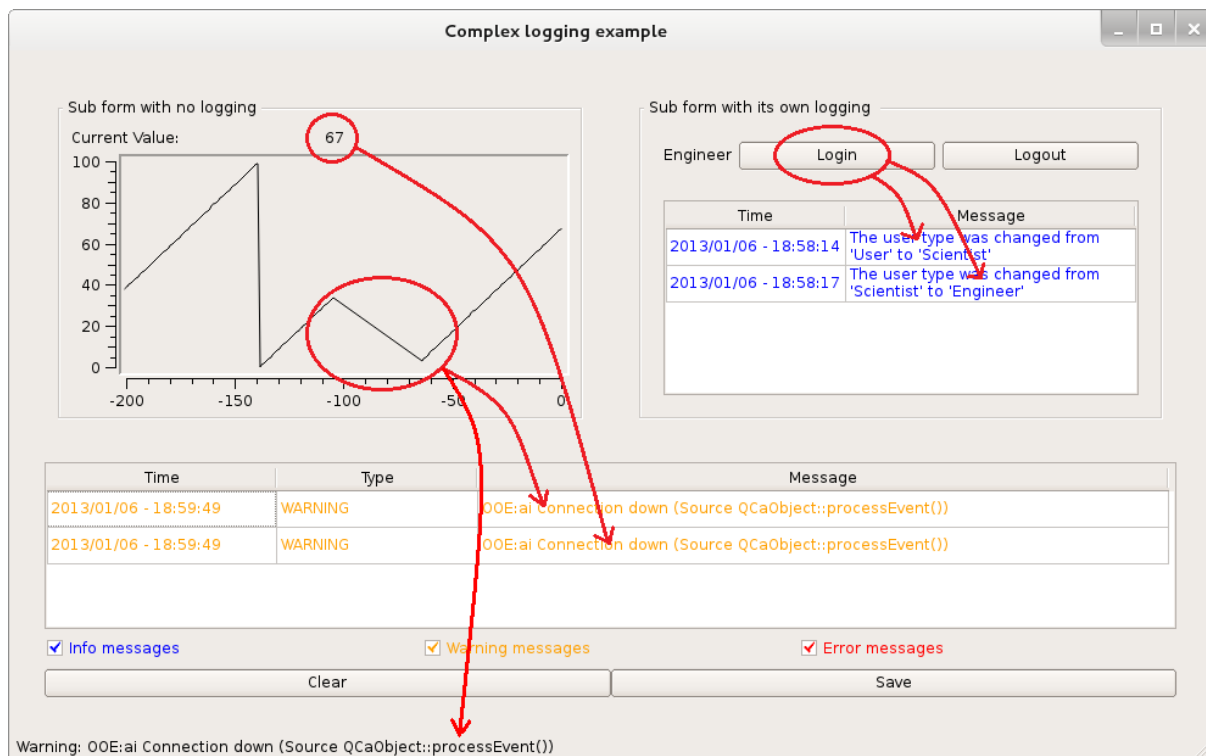 Complex logging example
Sub form with no logging
Current Value: 67
100
80
60
40
20
0
-200 -150 -100 -50 0
Sub form with its own logging
Engineer Login Logout
Time Message
2013/01/06 - 18:58:14 The user type was changed from
'User' to 'Scientist'
2013/01/06 - 18:58:17 The user type was changed from
'Scientist' to 'Engineer'
Time Type Message
2013/01/06 - 18:59:49 WARNING OOE:ai Connection down (Source QCaObject::processEvent())
2013/01/06 - 18:59:49 WARNING OOE:ai Connection down (Source QCaObject::processEvent())
Info messages Warning messages Error messages
Clear Save
Warning: OOE:ai Connection down (Source QCaObject::processEvent())